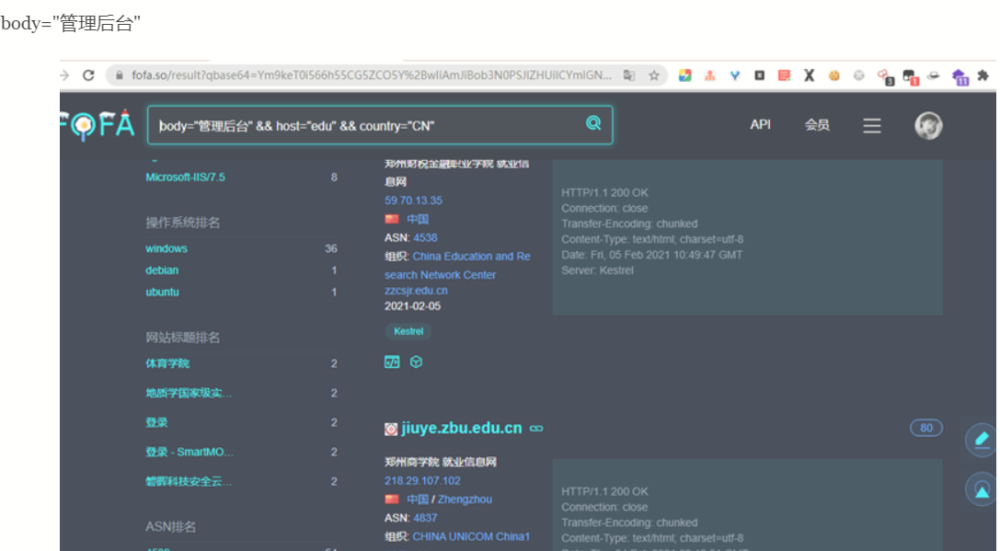 body="管理后台"
fofa.so/result?qbase64=Ym9keT0i566h55CG5ZCO5Y%2BwIiAmJiBob3N0PSJlZHUiICYmIGN...
3
1
11
FOFA
body="管理后台" && host="edu" && country="CN"
API
会员
Microsoft-IIS/7.5 8
操作系统排名
windows 36
debian 1
ubuntu 1
网站标题排名
体育学院 2
地质学国家级实... 2
登录 2
登录 - SmartMO... 2
磐晖科技安全云... 2
ASN排名
郑州财税金融职业学院 就业信
息网
59.70.13.35
中国
ASN: 4538
组织: China Education and Re
search Network Center
zzcsjr.edu.cn
2021-02-05
Kestrel
HTTP/1.1 200 OK
Connection: close
Transfer-Encoding: chunked
Content-Type: text/html; charset=utf-8
Date: Fri, 05 Feb 2021 10:49:47 GMT
Server: Kestrel
jiuye.zbu.edu.cn
80
郑州商学院 就业信息网
218.29.107.102
中国 / Zhengzhou
ASN: 4837
组织: CHINA UNICOM China1
HTTP/1.1 200 OK
Connection: close
Transfer-Encoding: chunked
Content-Type: text/html; charset=utf-8